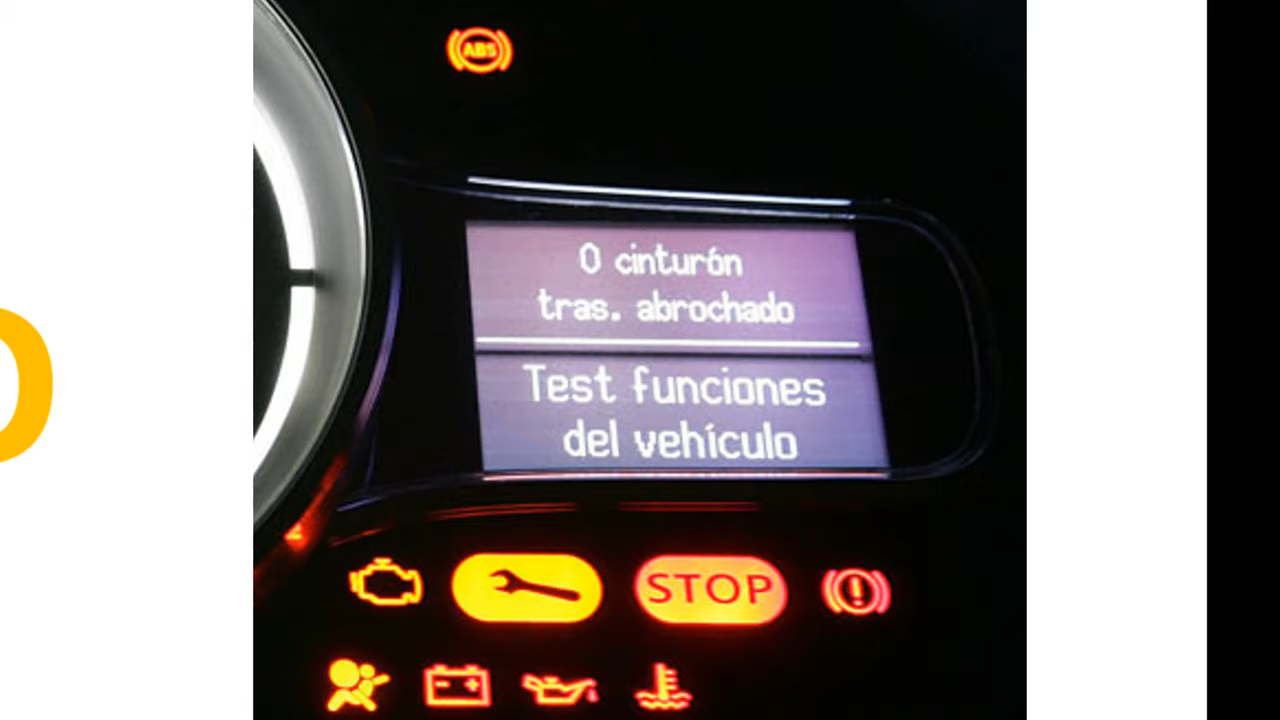 ABS
0 cinturón
tras. abrochado
Test funciones
del vehículo
STOP